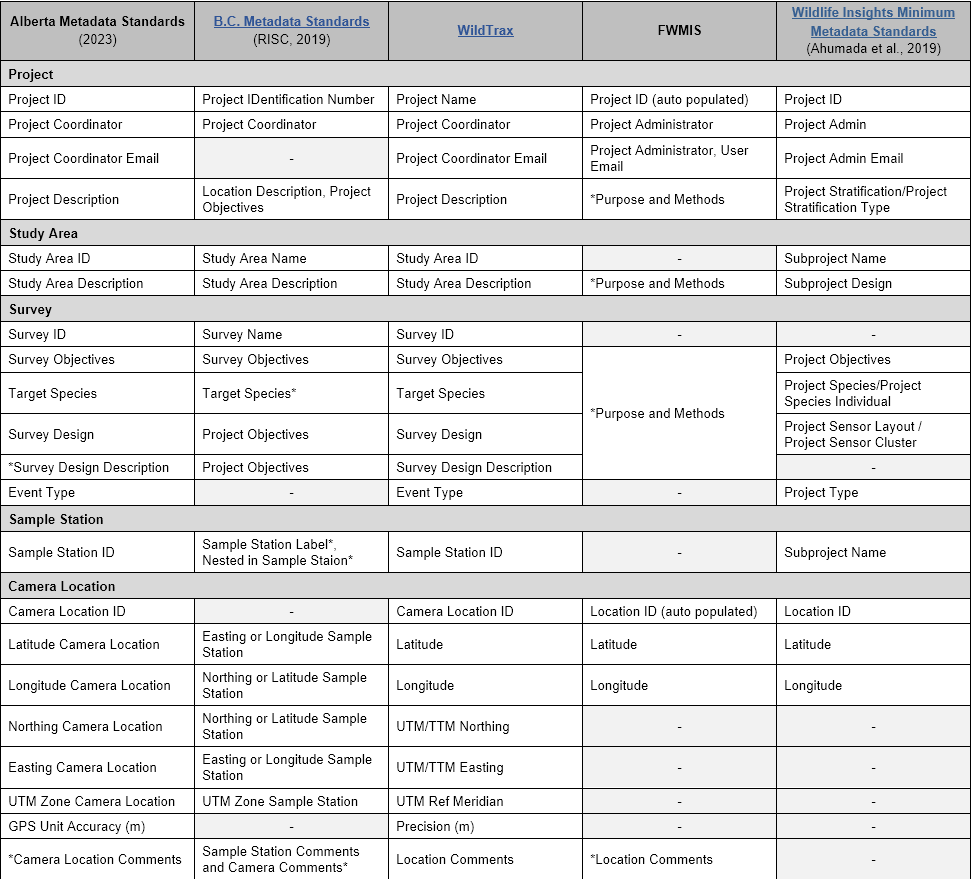 Alberta Metadata Standards (2023) | B.C. Metadata Standards (RISC, 2019) | WildTrax | FWMIS | Wildlife Insights Minimum Metadata Standards (Ahumada et al., 2019)
Project
Project ID | Project IDentification Number | Project Name | Project ID (auto populated) | Project ID
Project Coordinator | Project Coordinator | Project Coordinator | Project Administrator | Project Admin
Project Coordinator Email | - | Project Coordinator Email | Project Administrator, User Email | Project Admin Email
Project Description | Location Description, Project Objectives | Project Description | *Purpose and Methods | Project Stratification/Project Stratification Type
Study Area
Study Area ID | Study Area Name | Study Area ID | - | Subproject Name
Study Area Description | Study Area Description | Study Area Description | *Purpose and Methods | Subproject Design
Survey
Survey ID | Survey Name | Survey ID | - | -
Survey Objectives | Survey Objectives | Survey Objectives | *Purpose and Methods | Project Objectives
Target Species | Target Species* | Target Species | Project Species/Project Species Individual
Survey Design | Project Objectives | Survey Design | Project Sensor Layout / Project Sensor Cluster
*Survey Design Description | Project Objectives | Survey Design Description | -
Event Type | - | Event Type | - | Project Type
Sample Station
Sample Station ID | Sample Station Label*, Nested in Sample Staion* | Sample Station ID | - | Subproject Name
Camera Location
Camera Location ID | - | Camera Location ID | Location ID (auto populated) | Location ID
Latitude Camera Location | Easting or Longitude Sample Station | Latitude | Latitude | Latitude
Longitude Camera Location | Northing or Latitude Sample Station | Longitude | Longitude | Longitude
Northing Camera Location | Northing or Latitude Sample Station | UTM/TTM Northing | - | -
Easting Camera Location | Easting or Longitude Sample Station | UTM/TTM Easting | - | -
UTM Zone Camera Location | UTM Zone Sample Station | UTM Ref Meridian | - | -
GPS Unit Accuracy (m) | - | Precision (m) | - | -
*Camera Location Comments | Sample Station Comments and Camera Comments* | Location Comments | *Location Comments | -